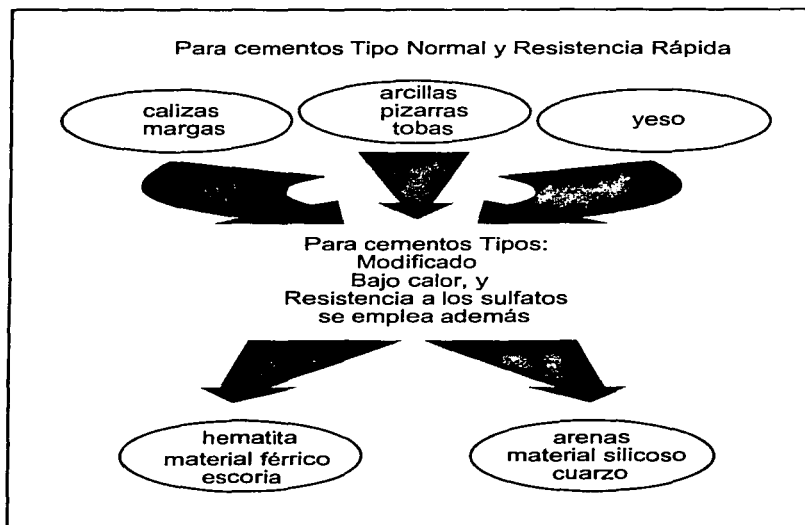 Para cementos Tipo Normal y Resistencia Rápida
calizas
margas
arcillas
pizarras
tobas
yeso
Para cementos Tipos:
Modificado
Bajo calor, y
Resistencia a los sulfatos
se emplea además
hematita
material férrico
escoria
arenas
material silicoso
cuarzo